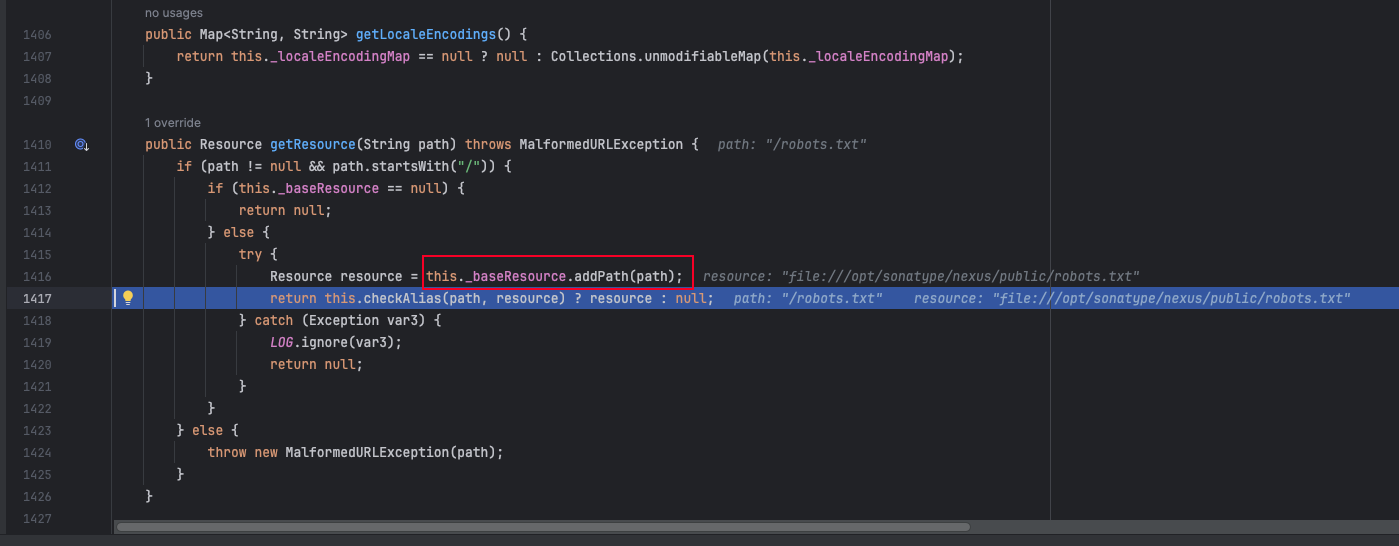 no usages
1406 public Map<String, String> getLocaleEncodings() {
1407 return this._localeEncodingMap == null ? null : Collections.unmodifiableMap(this._localeEncodingMap);
1408 }
1409
1 override
1410 public Resource getResource(String path) throws MalformedURLException { path: "/robots.txt"
1411 if (path != null && path.startsWith("/")) {
1412 if (this._baseResource == null) {
1413 return null;
1414 } else {
1415 try {
1416 Resource resource = this._baseResource.addPath(path); resource: "file:///opt/sonatype/nexus/public/robots.txt"
1417 return this.checkAlias(path, resource) ? resource : null; path: "/robots.txt" resource: "file:///opt/sonatype/nexus/public/robots.txt"
1418 } catch (Exception var3) {
1419 LOG.ignore(var3);
1420 return null;
1421 }
1422 }
1423 } else {
1424 throw new MalformedURLException(path);
1425 }
1426 }
1427